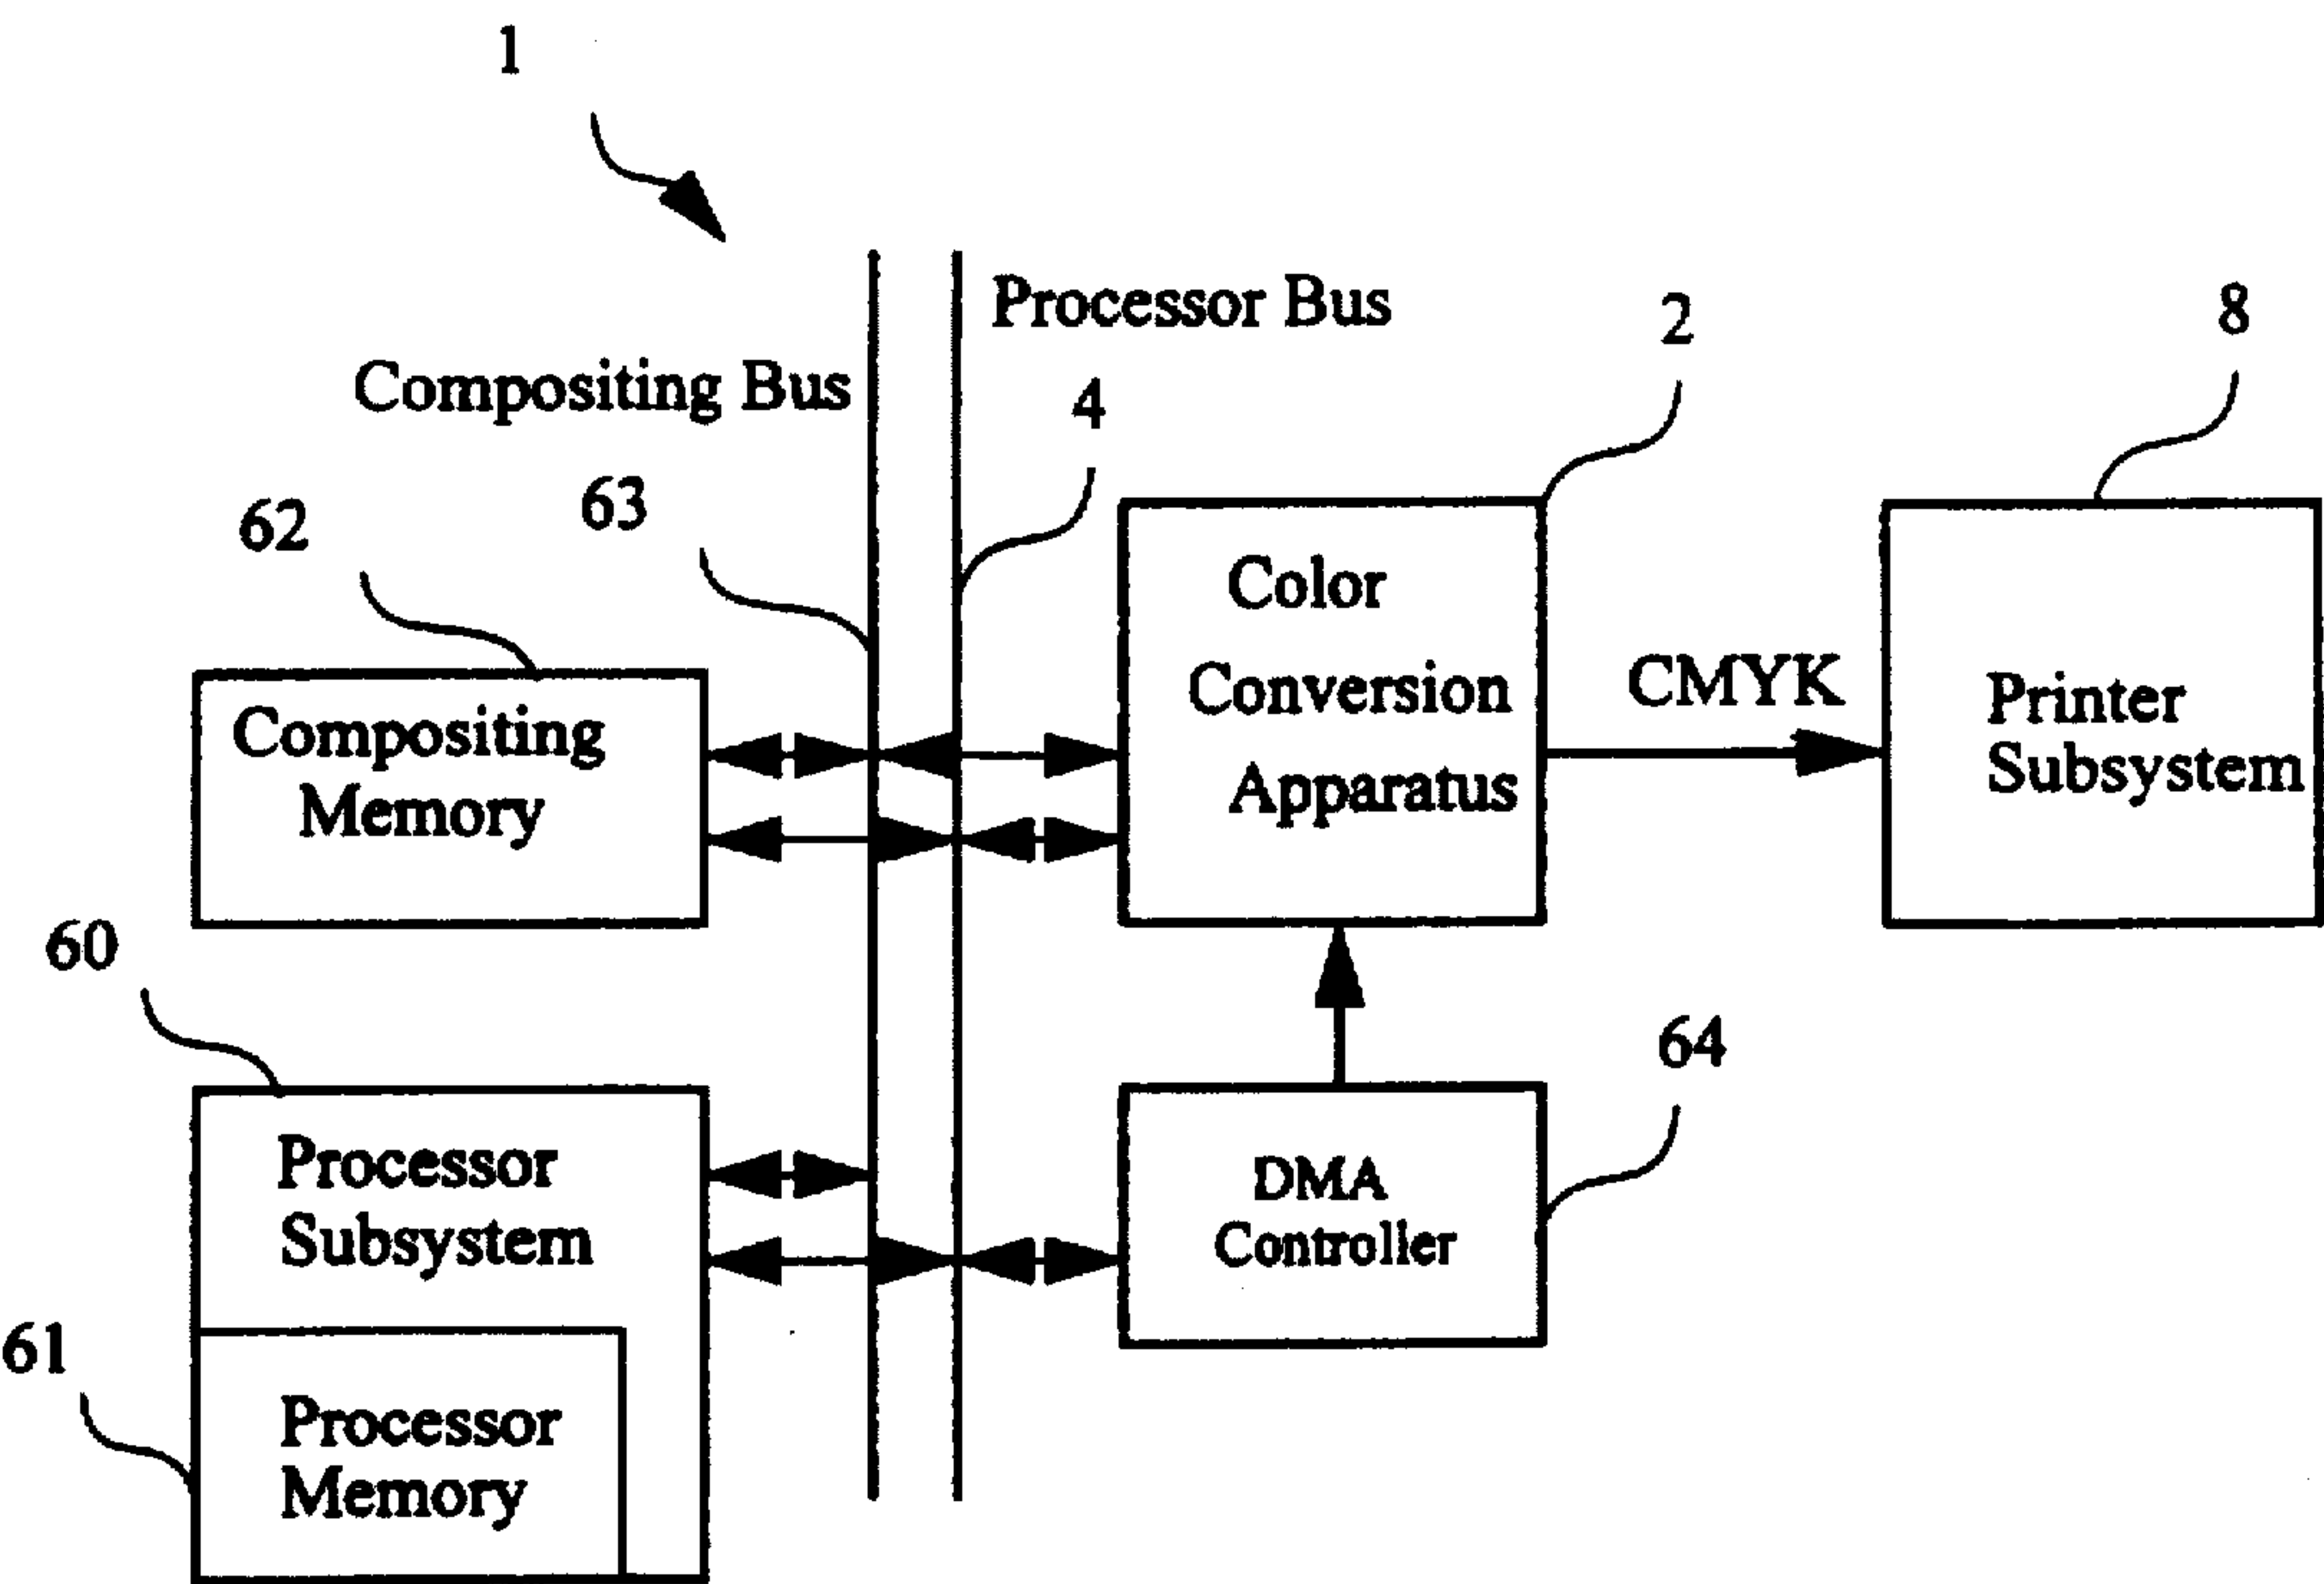 1
Processor Bus
Compositing Bus
4
2
8
63
62
Color
Conversion
Apparatus
CMYK
Printer
Subsystem
Compositing
Memory
60
64
Processor
Subsystem
DMA
Controller
61
Processor
Memory